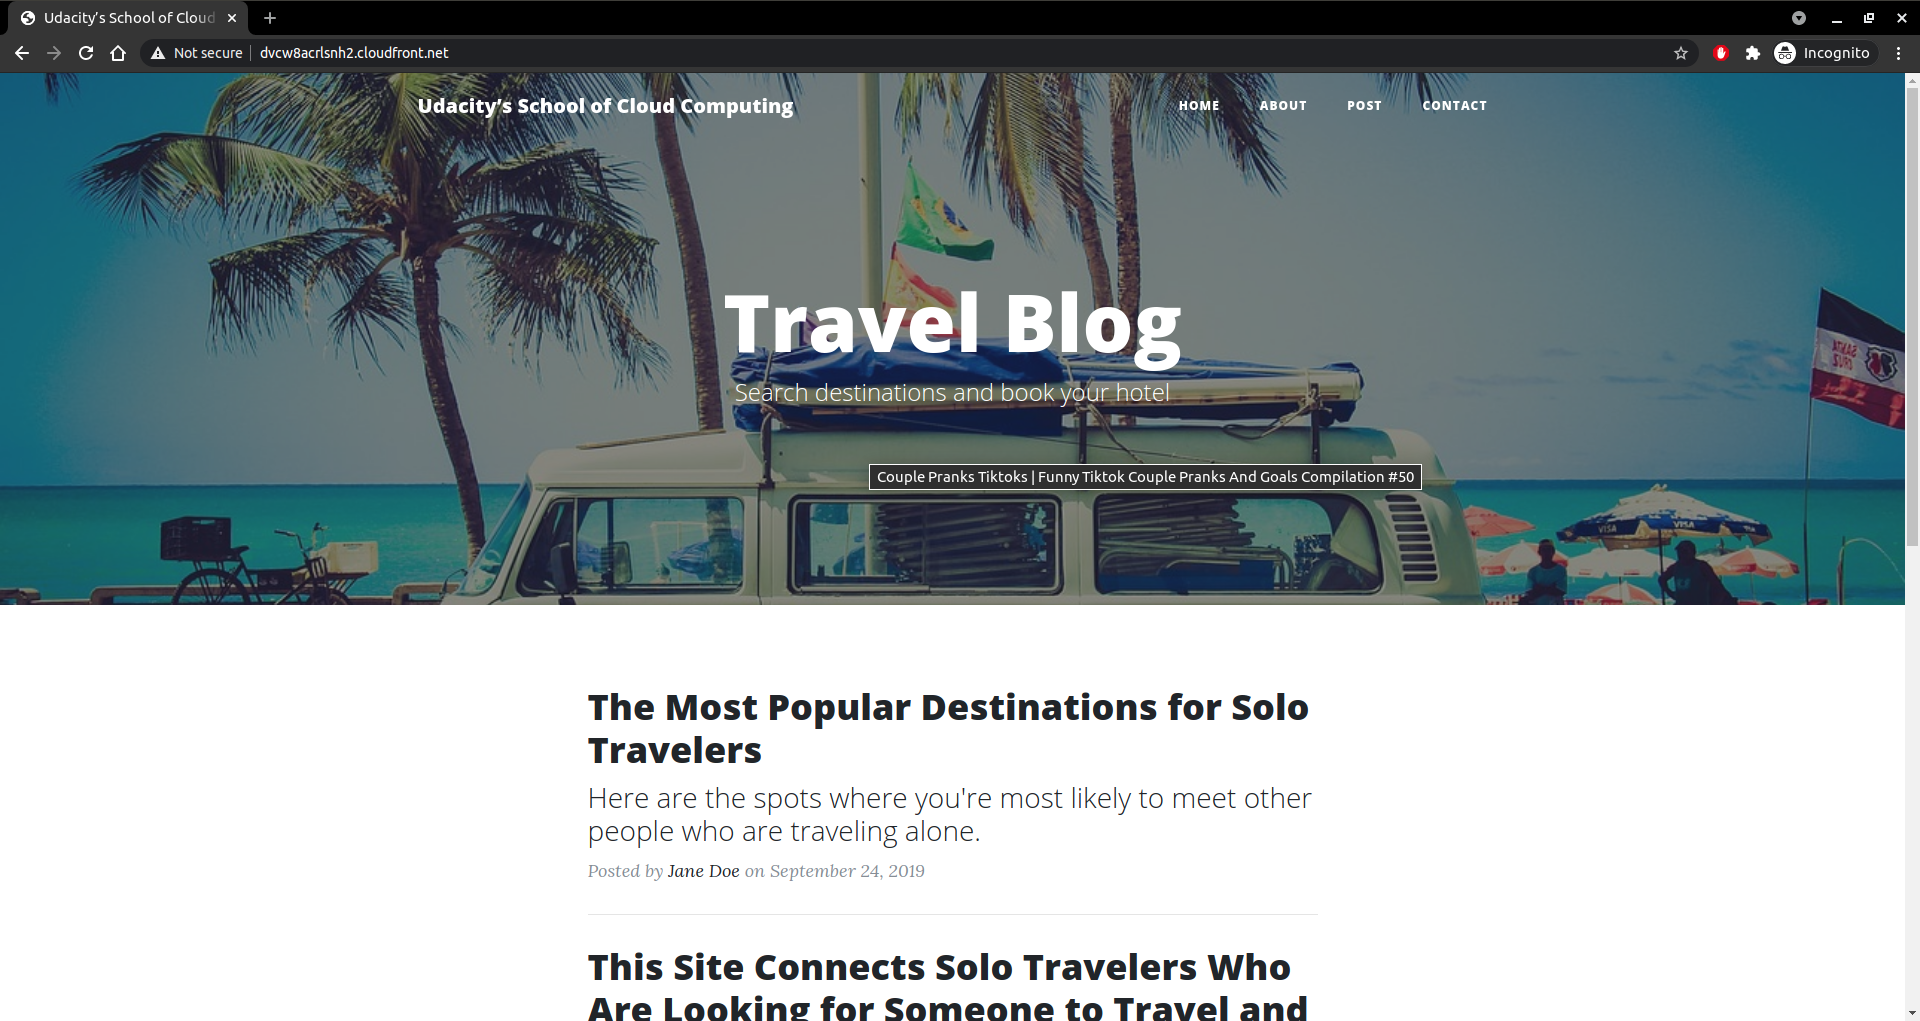 Udacity’s School of Cloud
Not secure
dvcw8acrlsnh2.cloudfront.net
Incognito
Udacity’s School of Cloud Computing
HOME
ABOUT
POST
CONTACT
Travel Blog
Search destinations and book your hotel
Couple Pranks Tiktoks | Funny Tiktok Couple Pranks And Goals Compilation #50
SANTA
CRUZ
VISA
VISA
The Most Popular Destinations for Solo
Travelers
Here are the spots where you're most likely to meet other
people who are traveling alone.
Posted by Jane Doe on September 24, 2019
This Site Connects Solo Travelers Who
Are Looking for Someone to Travel and